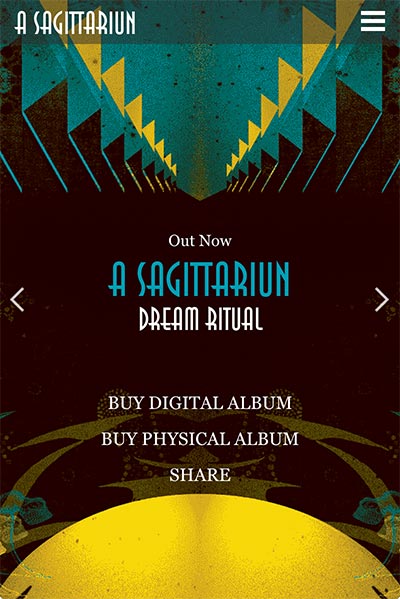 A SAGITTARIUN
Out Now
A SAGITTARIUN
DREAM RITUAL
BUY DIGITAL ALBUM
BUY PHYSICAL ALBUM
SHARE